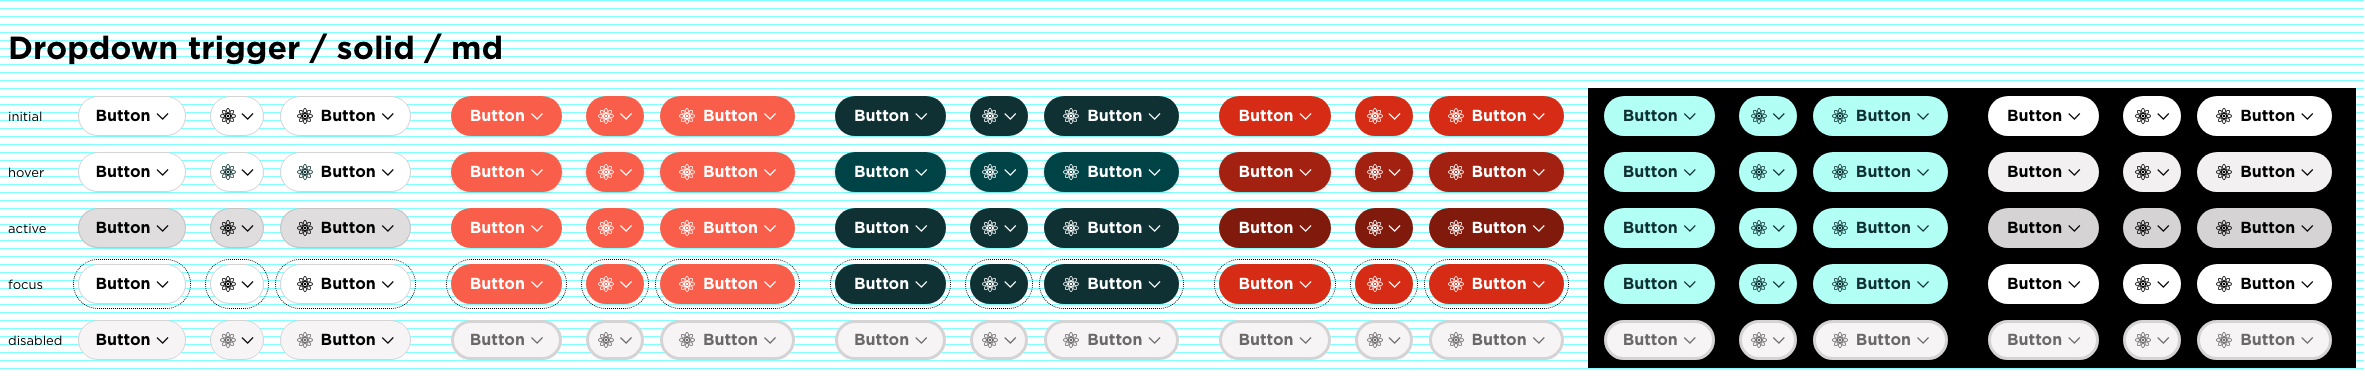 Dropdown trigger / solid / md
initial Button Button Button Button Button Button Button Button Button Button Button Button
hover Button Button Button Button Button Button Button Button Button Button Button Button
active Button Button Button Button Button Button Button Button Button Button Button Button
focus Button Button Button Button Button Button Button Button Button Button Button Button
disabled Button Button Button Button Button Button Button Button Button Button Button Button